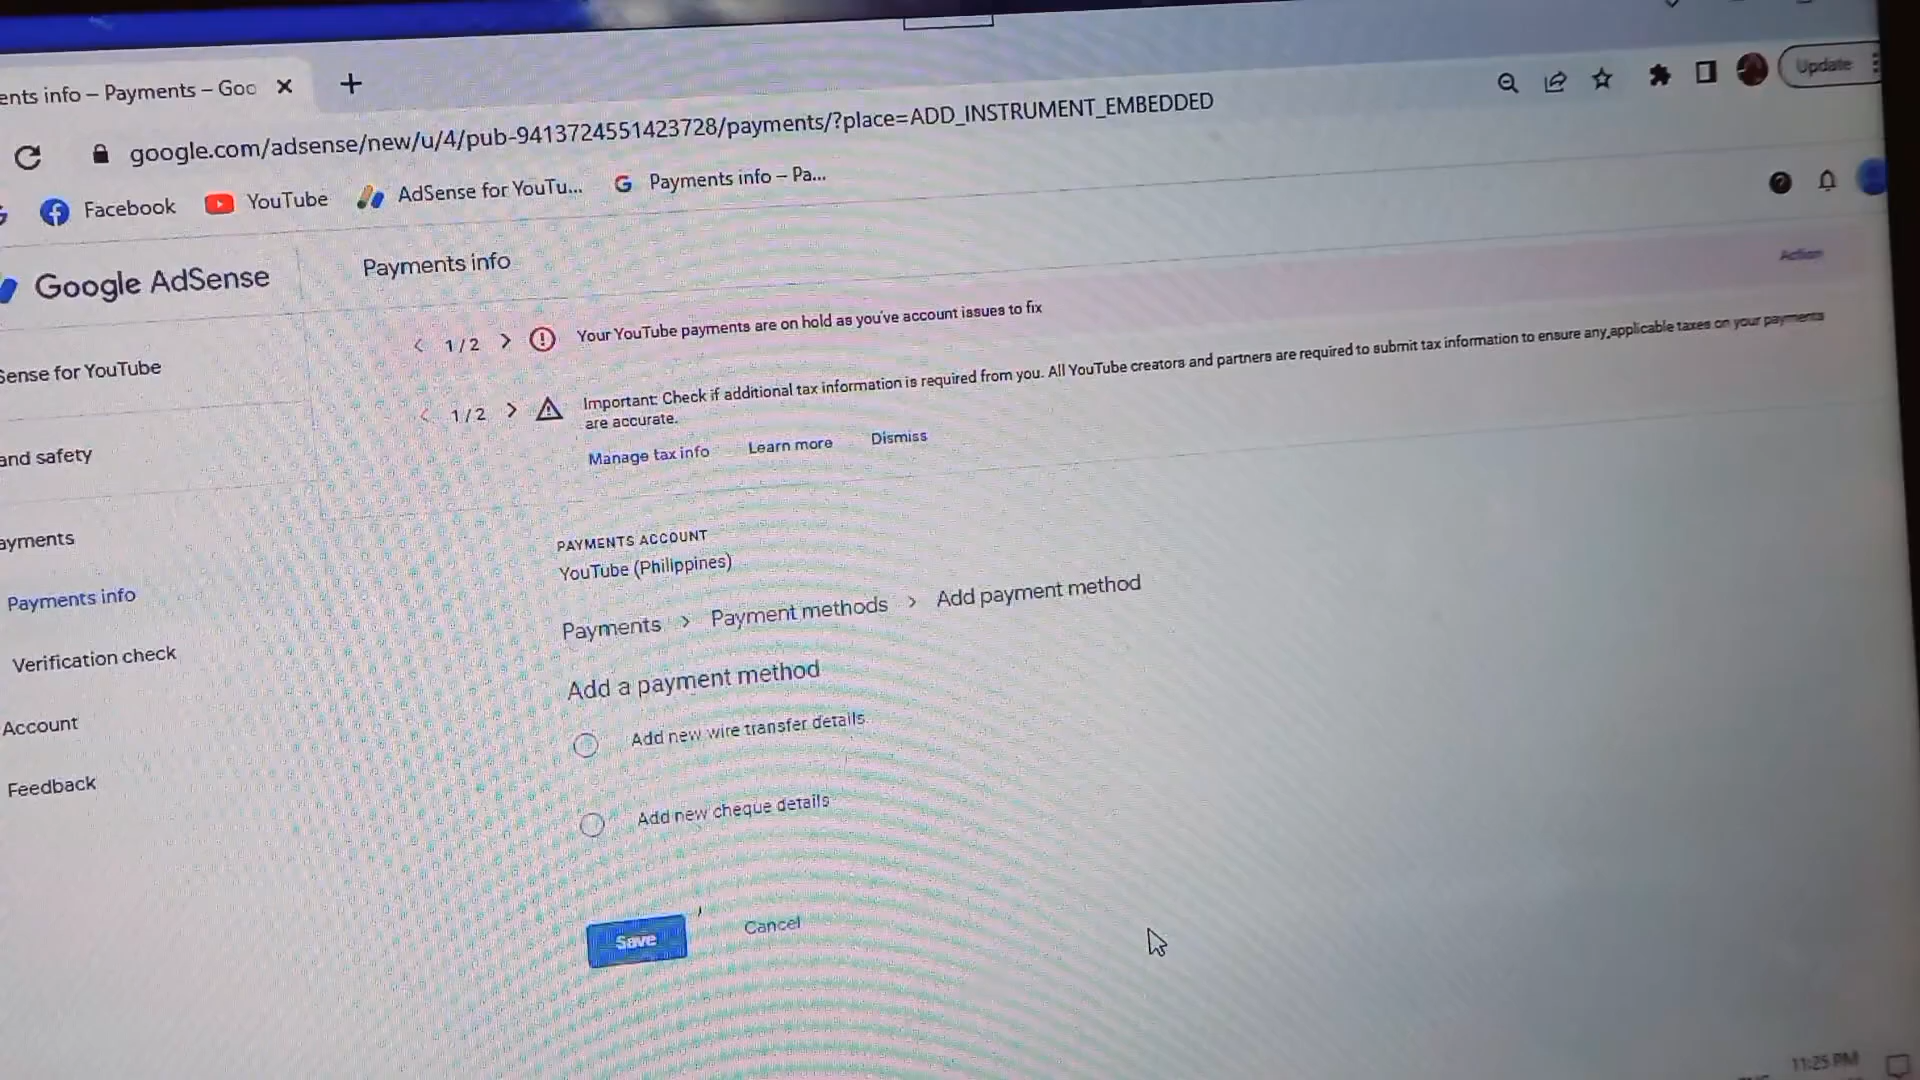 ents info – Payments – Goo
Update
google.com/adsense/new/u/4/pub-9413724551423728/payments/?place=ADD_INSTRUMENT_EMBEDDED
Facebook YouTube AdSense for YouTu... G Payments info – Pa...
Google AdSense
Payments info
Action
1 / 2 Your YouTube payments are on hold as you've account issues to fix
1 / 2 Important: Check if additional tax information is required from you. All YouTube creators and partners are required to submit tax information to ensure any applicable taxes on your payments
are accurate.
Manage tax info Learn more Dismiss
Sense for YouTube
and safety
ayments
Payments info
Verification check
Account
Feedback
PAYMENTS ACCOUNT
YouTube (Philippines)
Payments > Payment methods > Add payment method
Add a payment method
Add new wire transfer details
Add new cheque details
Save Cancel
11:25 PM